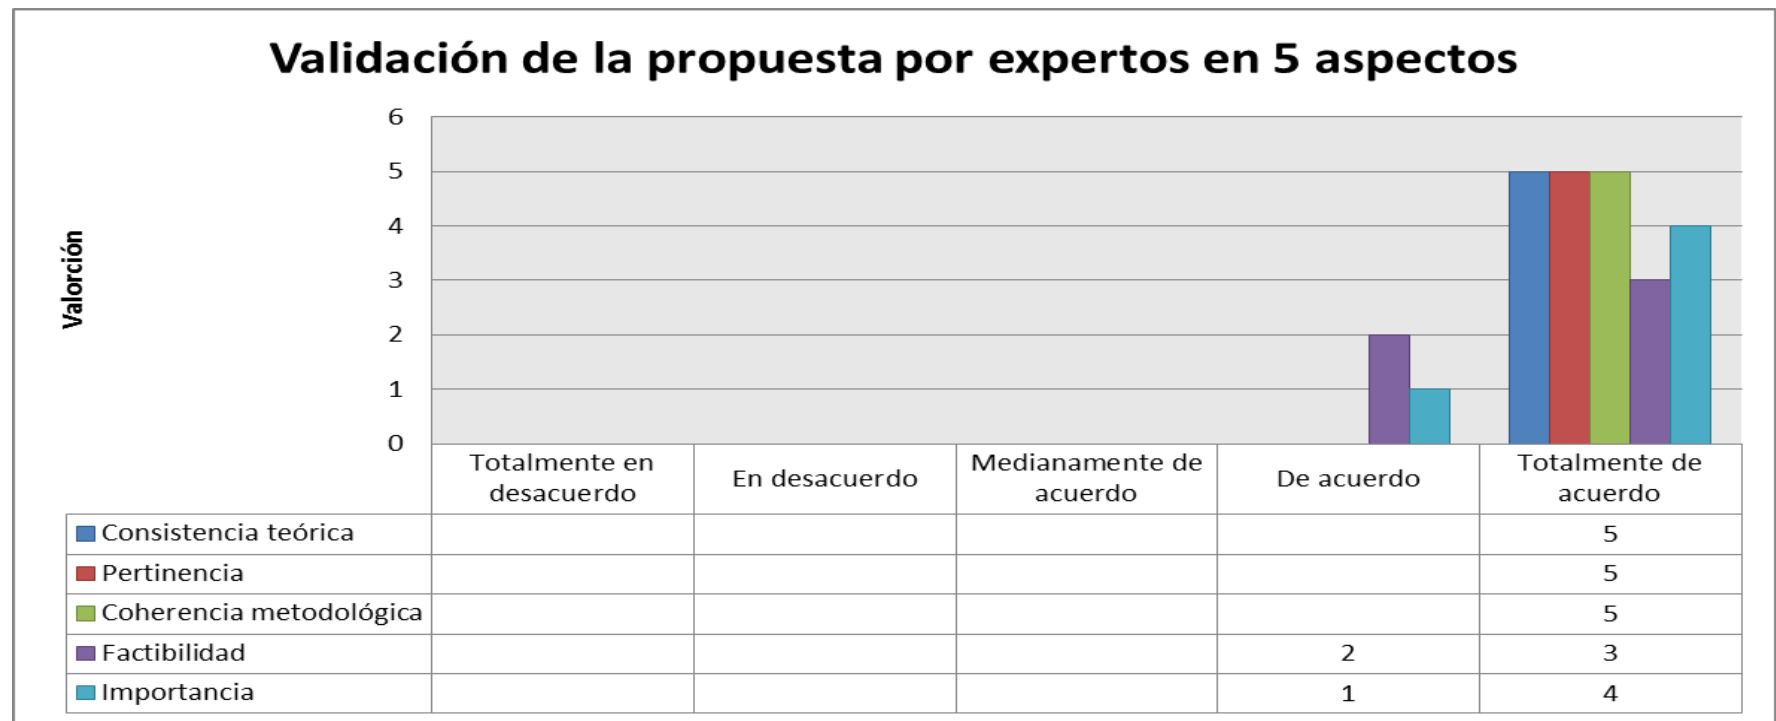 Validación de la propuesta por expertos en 5 aspectos
Valorción
6
5
4
3
2
1
0
Totalmente en desacuerdo
En desacuerdo
Medianamente de acuerdo
De acuerdo
Totalmente de acuerdo
Consistencia teórica 5
Pertinencia 5
Coherencia metodológica 5
Factibilidad 2 3
Importancia 1 4